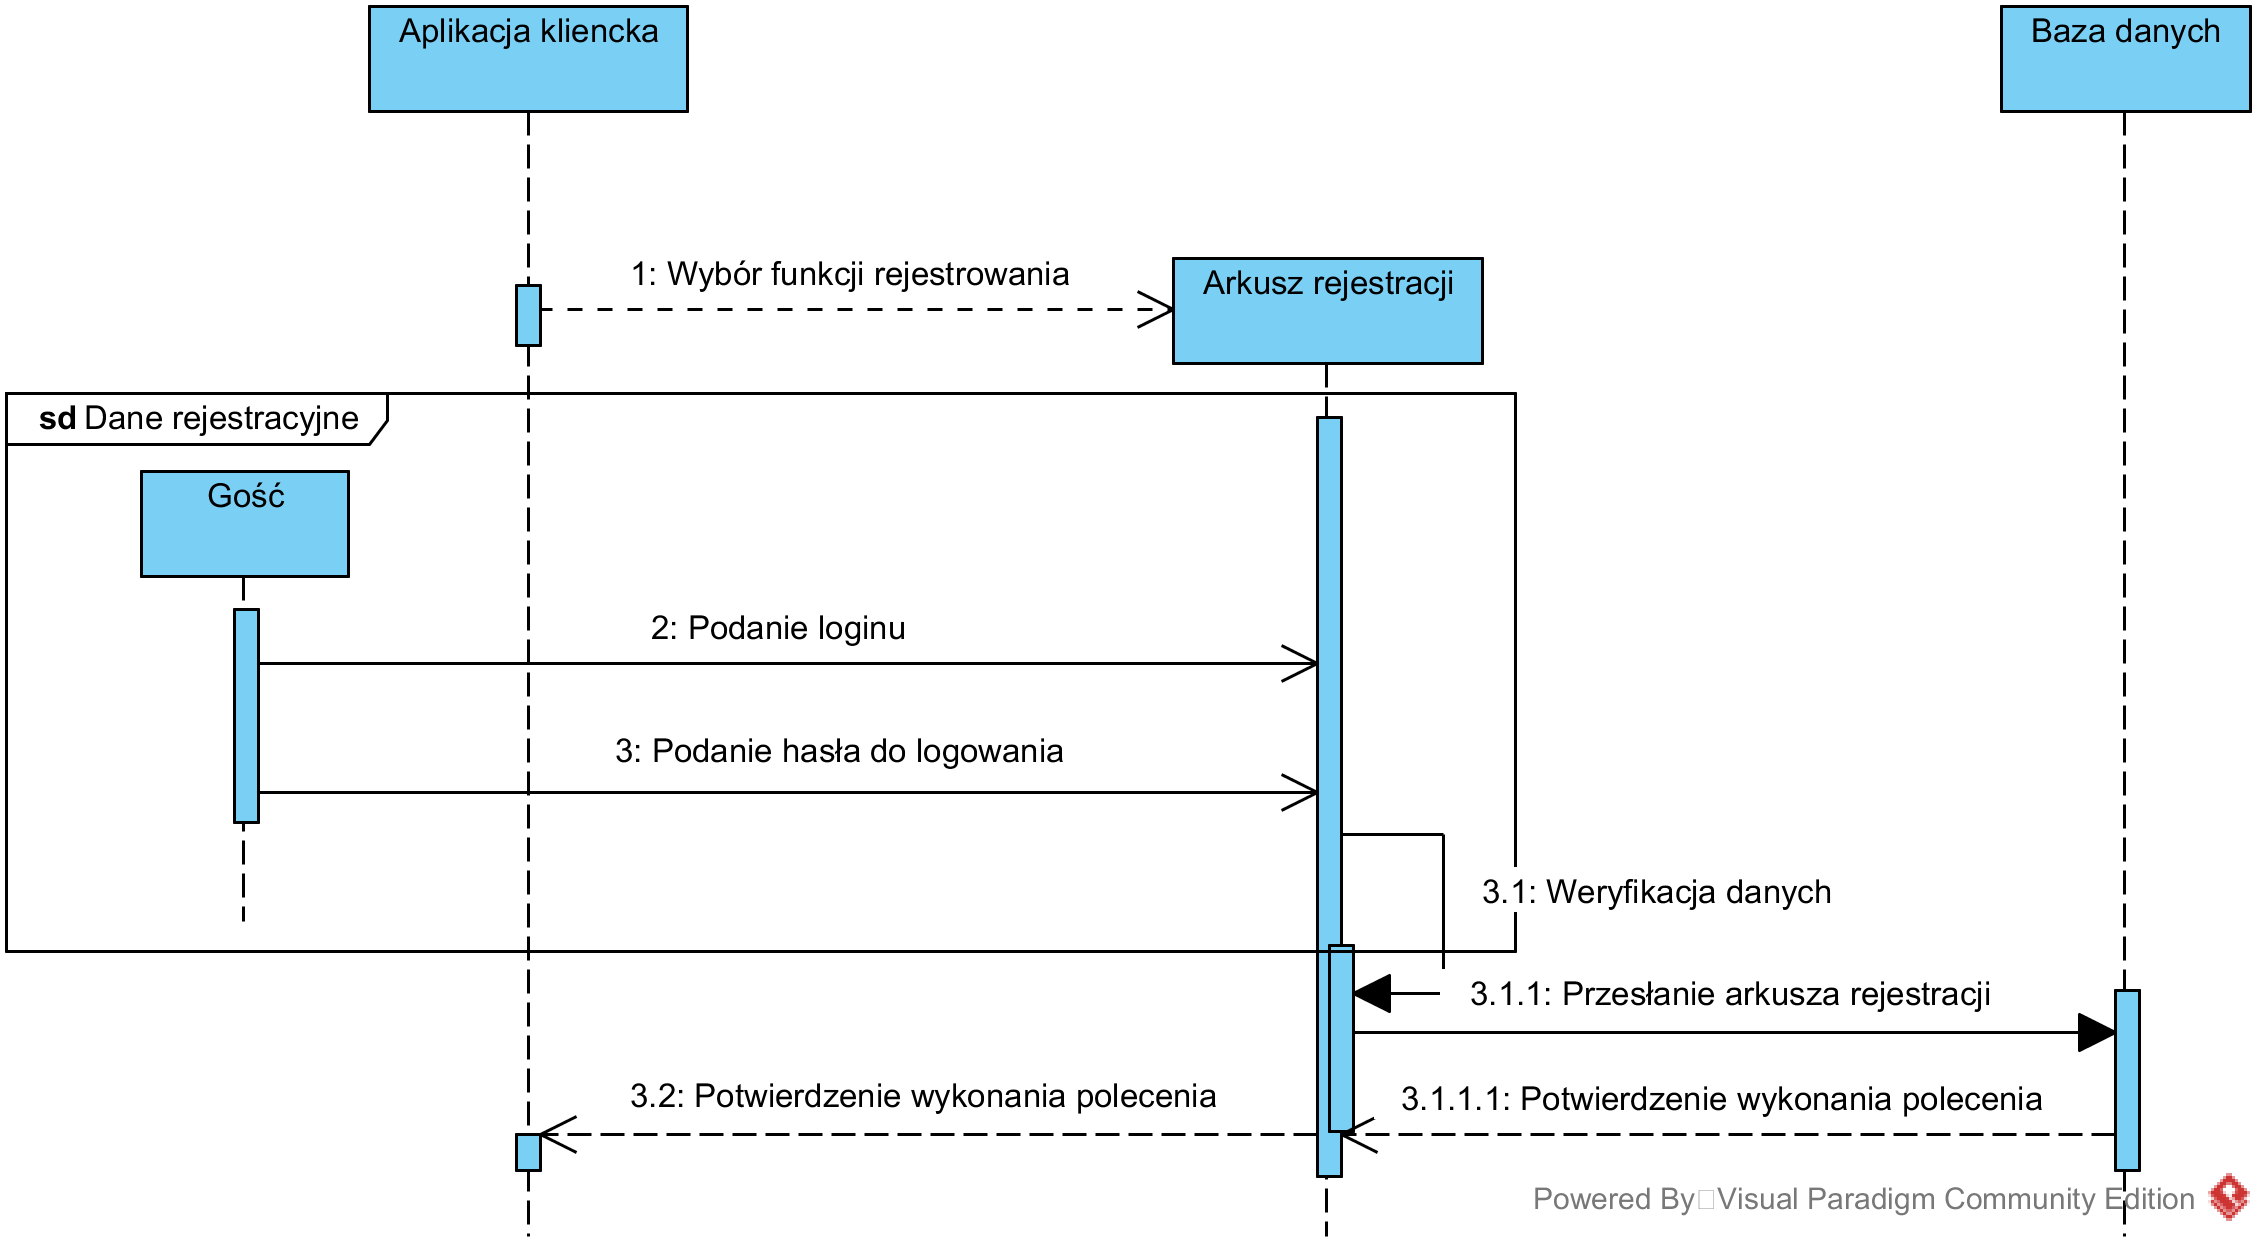 Aplikacja kliencka
Baza danych
1: Wybór funkcji rejestrowania
Arkusz rejestracji
sd Dane rejestracyjne
Gość
2: Podanie loginu
3: Podanie hasła do logowania
3.1: Weryfikacja danych
3.1.1: Przesłanie arkusza rejestracji
3.2: Potwierdzenie wykonania polecenia
3.1.1.1: Potwierdzenie wykonania polecenia
Powered By Visual Paradigm Community Edition